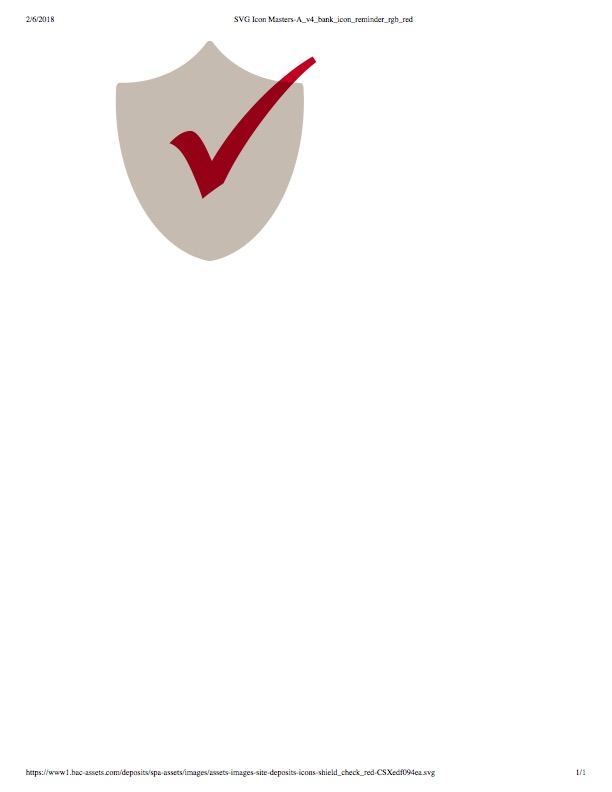 2/6/2018 SVG Icon Masters-A_v4_bank_icon_reminder_rgb_red
https://www1.bac-assets.com/deposits/spa-assets/images/assets-images-site-deposits-icons-shield_check_red-CSXedf094ea.svg 1/1